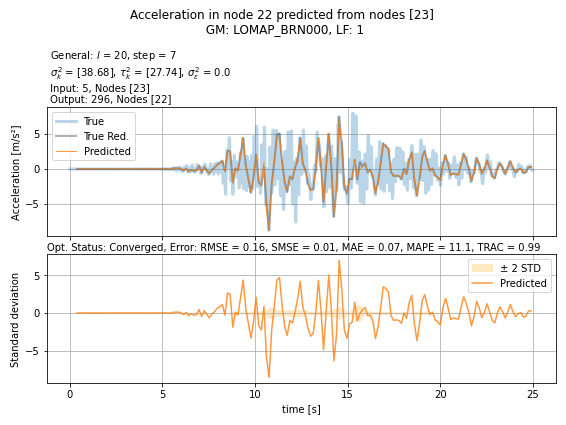 Acceleration in node 22 predicted from nodes [23]
GM: LOMAP_BRN000, LF: 1
General: l = 20, step = 7
σ²ₖ = [38.68], τ²ₖ = [27.74], σ²ε = 0.0
Input: 5, Nodes [23]
Output: 296, Nodes [22]
True
True Red.
Predicted
Acceleration [m/s²]
5
0
−5
Opt. Status: Converged, Error: RMSE = 0.16, SMSE = 0.01, MAE = 0.07, MAPE = 11.1, TRAC = 0.99
± 2 STD
Predicted
Standard deviation
5
0
−5
0 5 10 15 20 25
time [s]